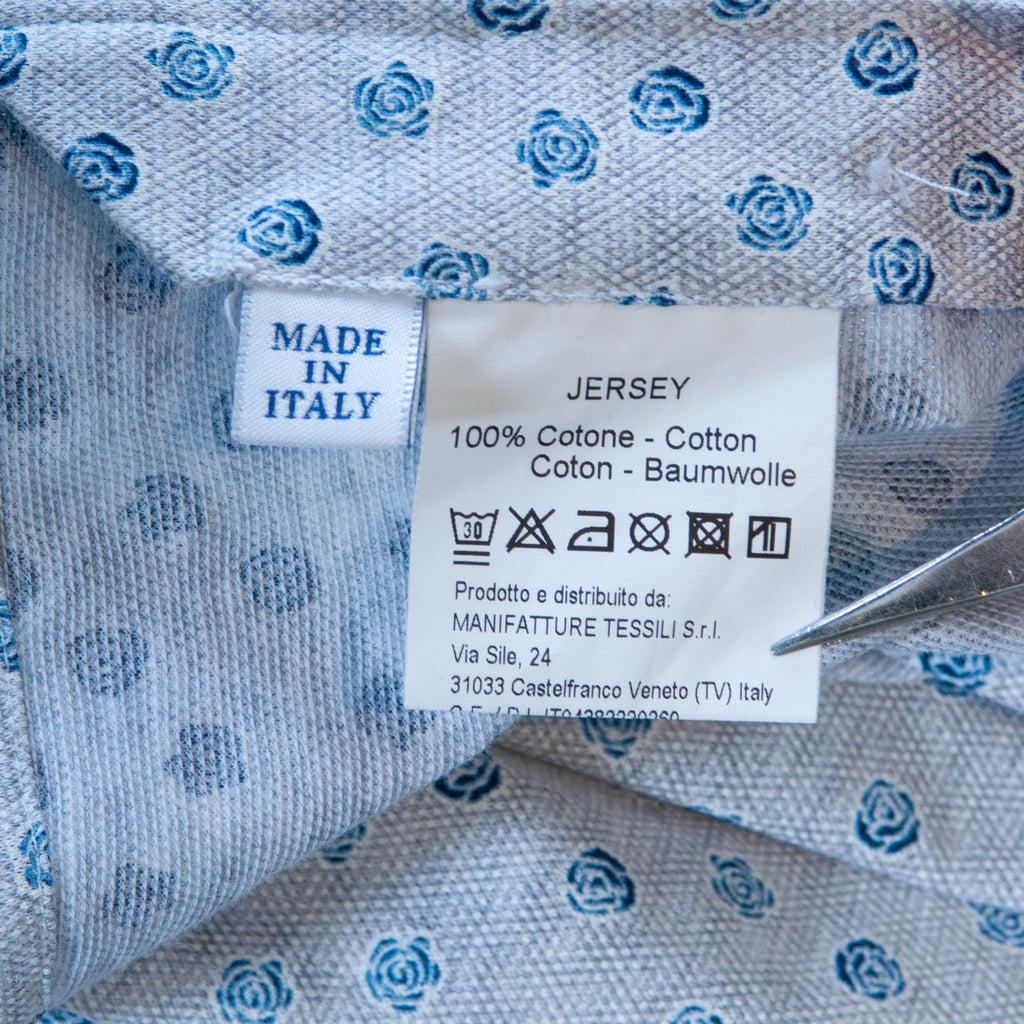 MADE
IN
ITALY
JERSEY
100% Cotone - Cotton
Coton - Baumwolle
30
Prodotto e distribuito da:
MANIFATTURE TESSILI S.r.l.
Via Sile, 24
31033 Castelfranco Veneto (TV) Italy